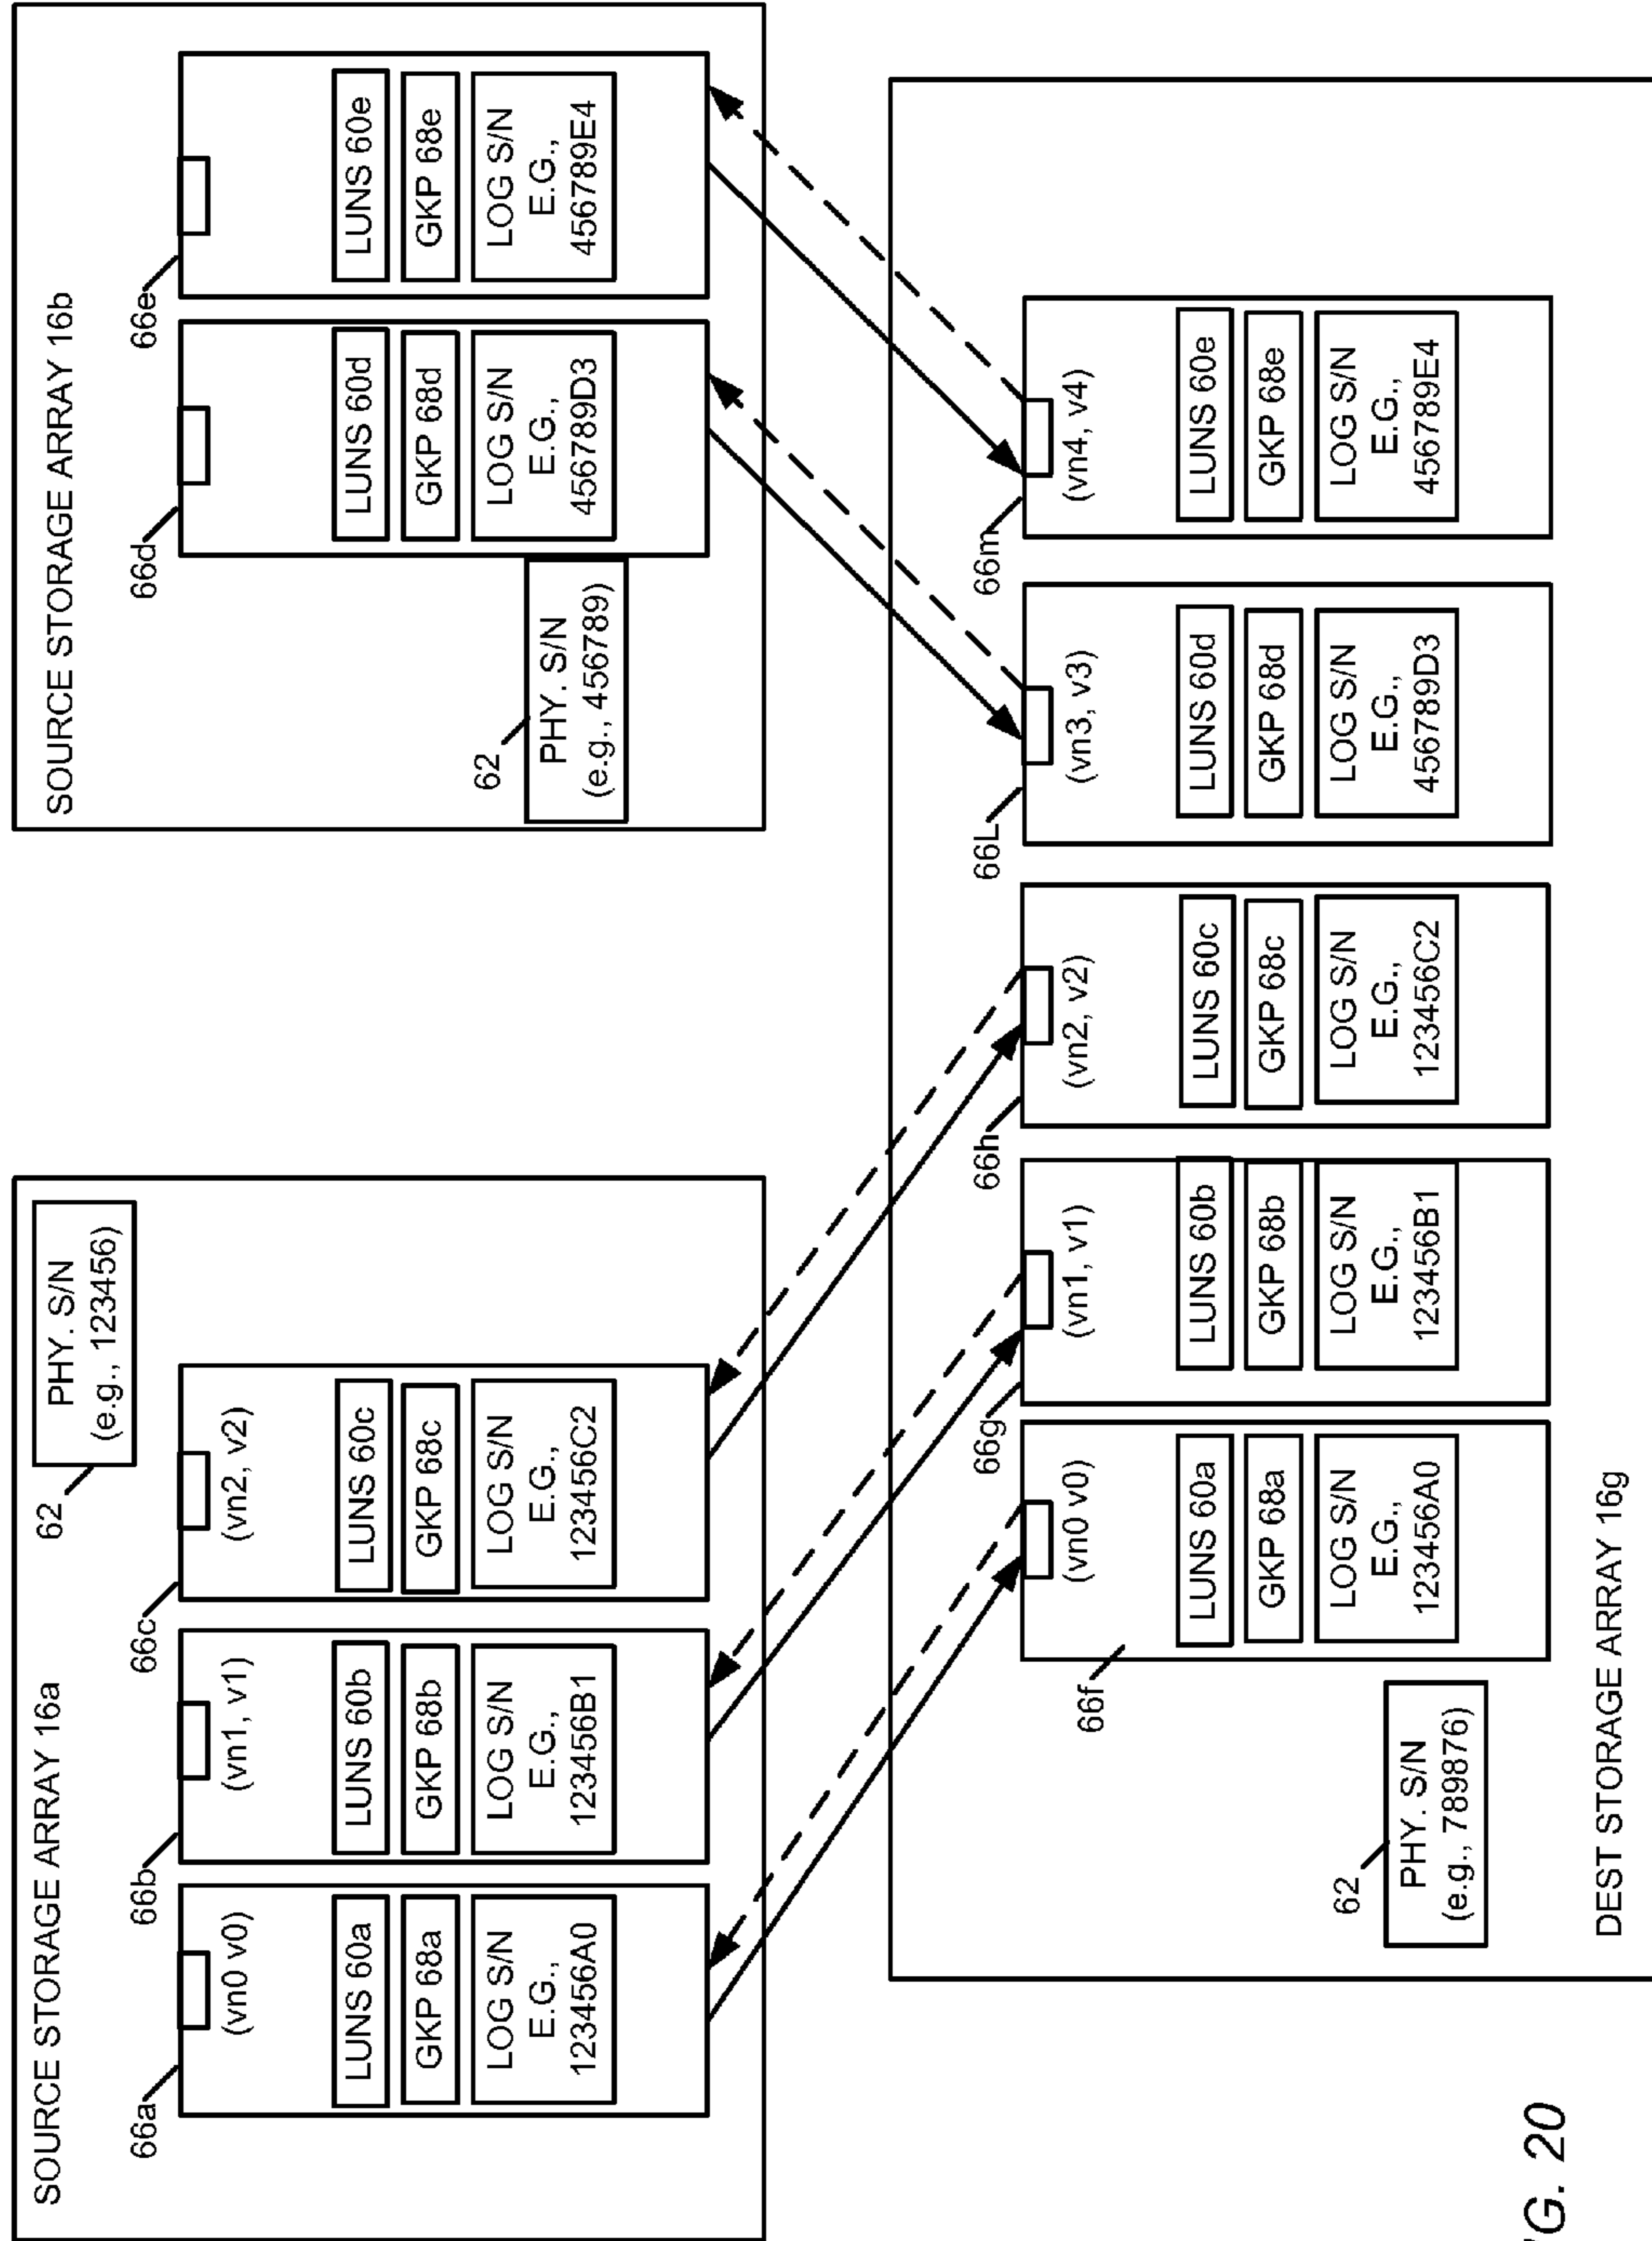 SOURCE STORAGE ARRAY 16a
62
PHY. S/N
(e.g., 123456)
66a
(vn0 v0)
LUNS 60a
GKP 68a
LOG S/N
E.G.,
123456A0
66b
(vn1, v1)
LUNS 60b
GKP 68b
LOG S/N
E.G.,
123456B1
66c
(vn2, v2)
LUNS 60c
GKP 68c
LOG S/N
E.G.,
123456C2
SOURCE STORAGE ARRAY 16b
62
PHY. S/N
(e.g., 456789)
66d
LUNS 60d
GKP 68d
LOG S/N
E.G.,
456789D3
66e
LUNS 60e
GKP 68e
LOG S/N
E.G.,
456789E4
62
PHY. S/N
(e.g., 789876)
66f
(vn0 v0)
LUNS 60a
GKP 68a
LOG S/N
E.G.,
123456A0
66g
(vn1, v1)
LUNS 60b
GKP 68b
LOG S/N
E.G.,
123456B1
66h
(vn2, v2)
LUNS 60c
GKP 68c
LOG S/N
E.G.,
123456C2
66L
(vn3, v3)
LUNS 60d
GKP 68d
LOG S/N
E.G.,
456789D3
66m
(vn4, v4)
LUNS 60e
GKP 68e
LOG S/N
E.G.,
456789E4
DEST STORAGE ARRAY 16g
G. 20